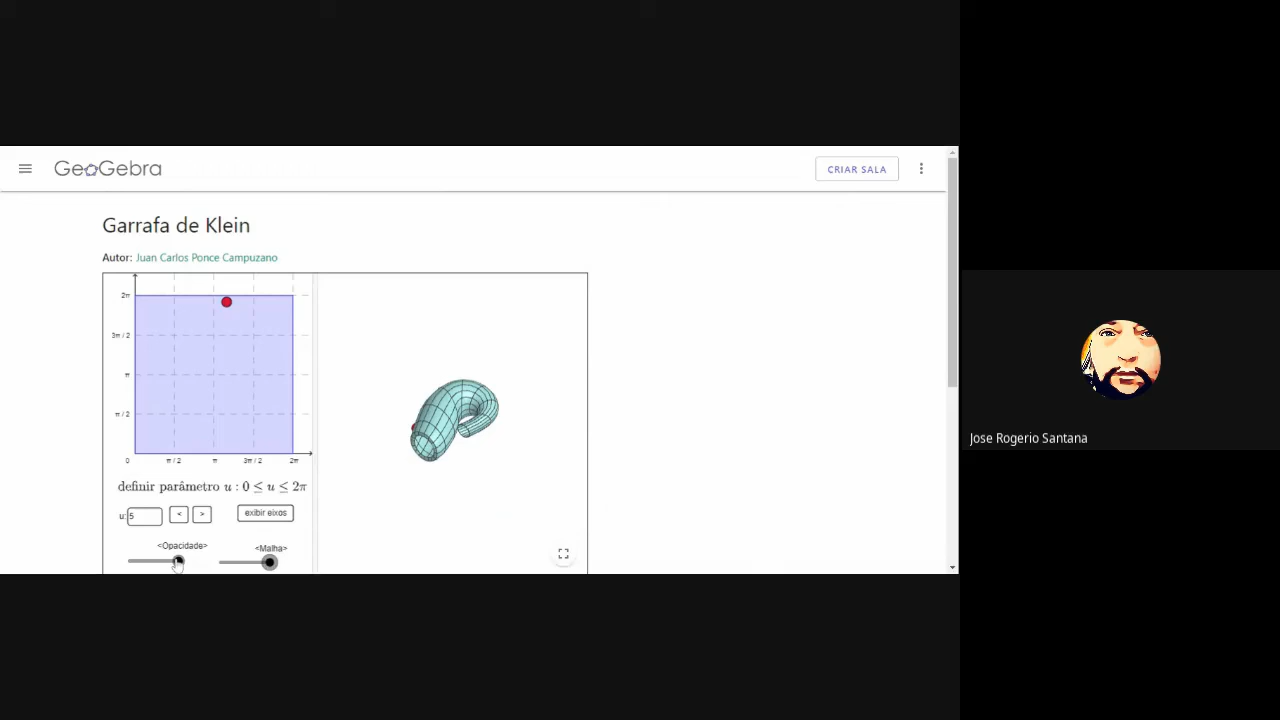 GeoGebra
CRIAR SALA
Garrafa de Klein
Autor: Juan Carlos Ponce Campuzano
2π
3π / 2
π
π / 2
0 π / 2 π 3π / 2 2π
definir parâmetro u : 0 ≤ u ≤ 2π
u: 5 < > exibir eixos
<Opacidade> <Malha>
Jose Rogerio Santana